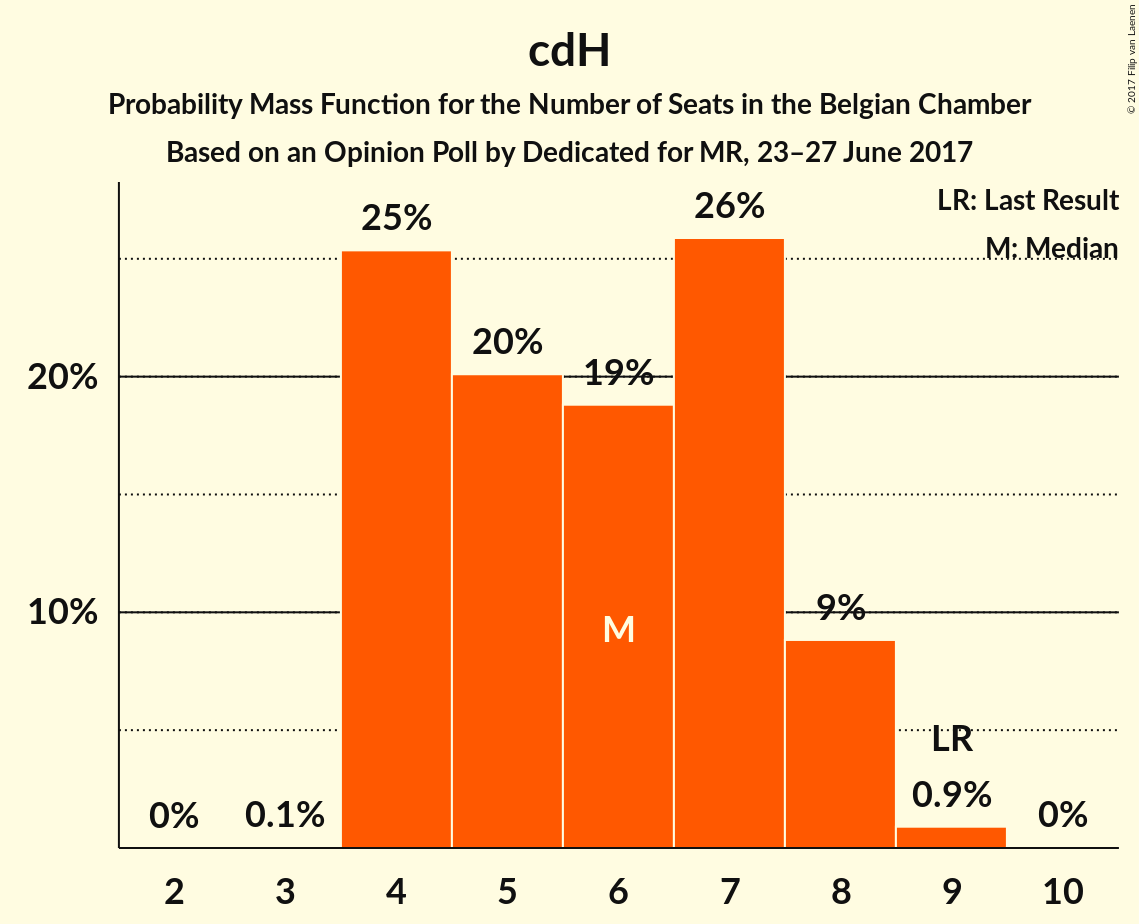 cdH
Probability Mass Function for the Number of Seats in the Belgian Chamber
Based on an Opinion Poll by Dedicated for MR, 23–27 June 2017
© 2017 Filip van Laenen
LR: Last Result
M: Median
25%
20%
19%
26%
9%
LR
0.9%
0%
0.1%
0%
M
20%
10%
2 3 4 5 6 7 8 9 10